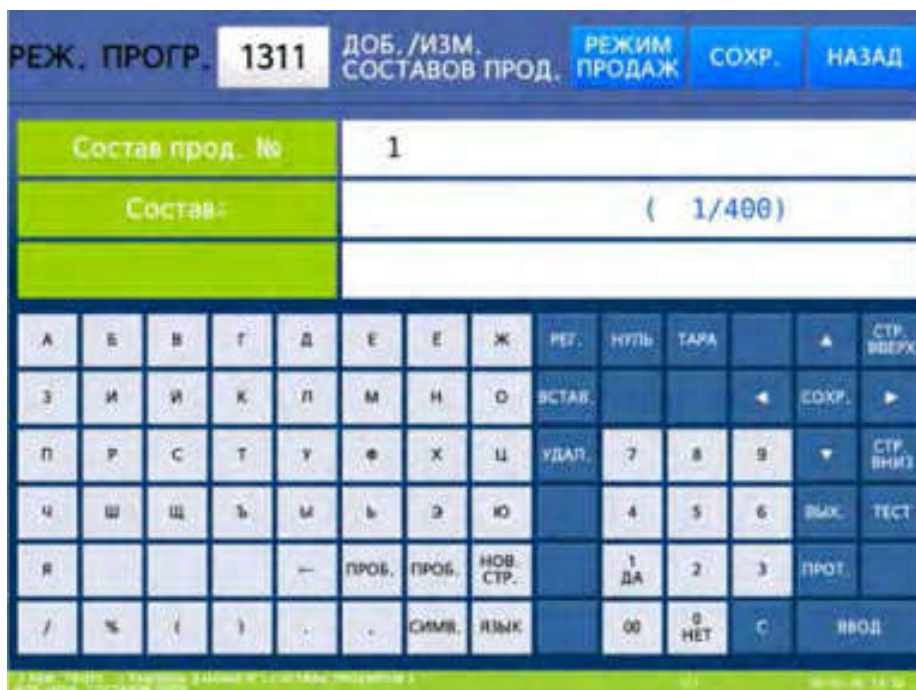 РЕЖ. ПРОГР. 1311 ДОБ./ИЗМ. СОСТАВОВ ПРОД. РЕЖИМ ПРОДАЖ СОХР. НАЗАД
Состав прод. № 1
Состав: ( 1/400)
А Б В Г Д Е Ё Ж РЕГ. НУЛЬ ТАРА ▲ СТР. ВВЕРХ
З И Й К Л М Н О ВСТАВ. ◄ СОХР. ►
П Р С Т У Ф Х Ц УДАЛ. 7 8 9 ▼ СТР. ВНИЗ
Ч Ш Щ Ъ Ы Ь Э Ю 4 5 6 ВЫХ. ТЕСТ
Я ← ПРОБ. ПРОБ. НОВ. СТР. 1 ДА 2 3 ПРОТ.
/ % ( ) СИМВ. ЯЗЫК 00 0 НЕТ С ВВОД